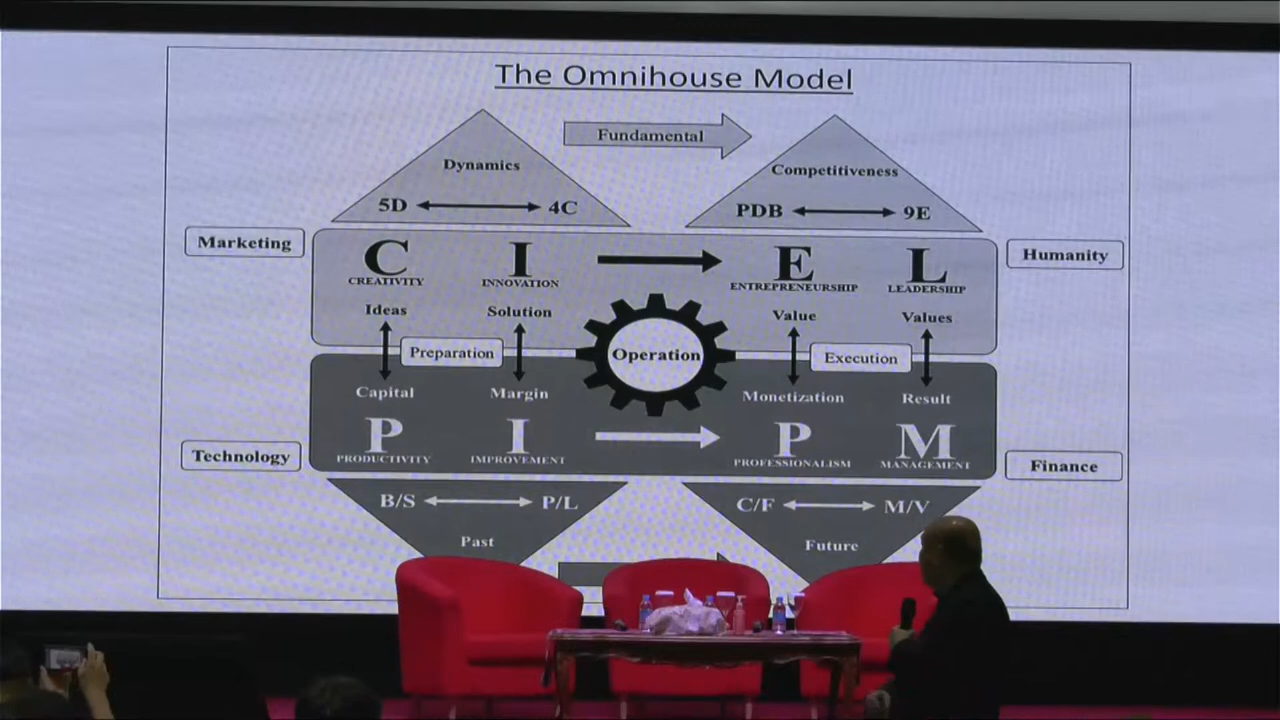 The Omnihouse Model
Fundamental
Dynamics
5D 4C
Competitiveness
PDB 9E
Marketing
Humanity
C I E L
CREATIVITY INNOVATION ENTREPRENEURSHIP LEADERSHIP
Ideas Solution Value Values
Preparation Operation Execution
Capital Margin Monetization Result
P I P M
PRODUCTIVITY IMPROVEMENT PROFESSIONALISM MANAGEMENT
Technology
Finance
B/S P/L
Past
C/F M/V
Future